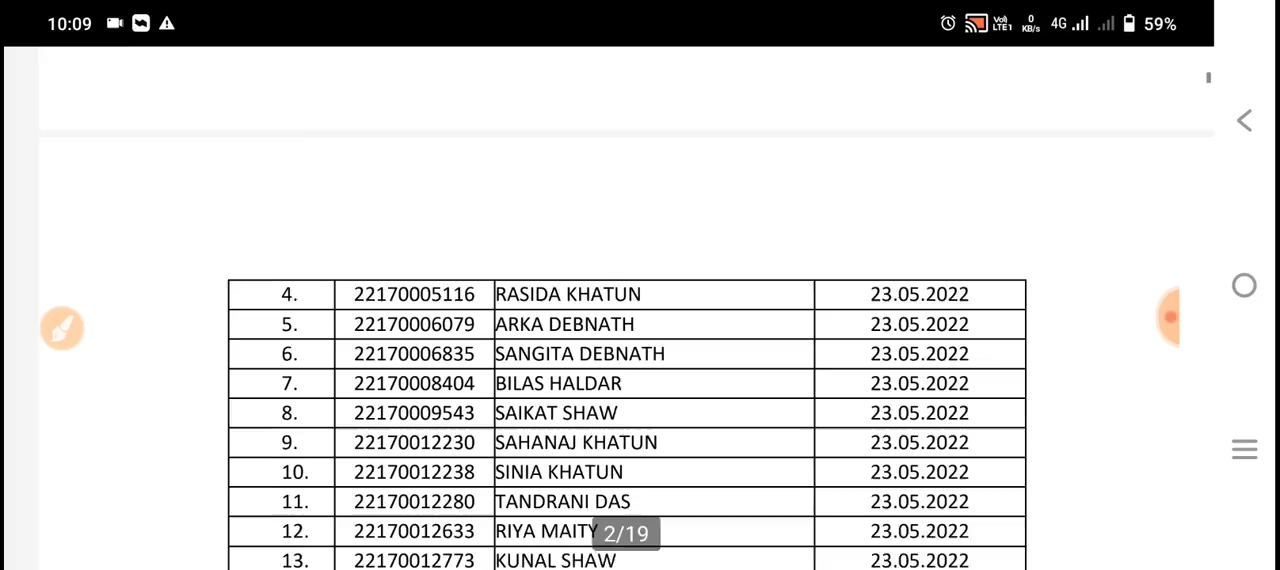 10:09 Vo) LTE1 0 KB/s 4G 59%
4. 22170005116 RASIDA KHATUN 23.05.2022
5. 22170006079 ARKA DEBNATH 23.05.2022
6. 22170006835 SANGITA DEBNATH 23.05.2022
7. 22170008404 BILAS HALDAR 23.05.2022
8. 22170009543 SAIKAT SHAW 23.05.2022
9. 22170012230 SAHANAJ KHATUN 23.05.2022
10. 22170012238 SINIA KHATUN 23.05.2022
11. 22170012280 TANDRANI DAS 23.05.2022
12. 22170012633 RIYA MAITY 23.05.2022
2/19
13. 22170012773 KUNAL SHAW 23.05.2022